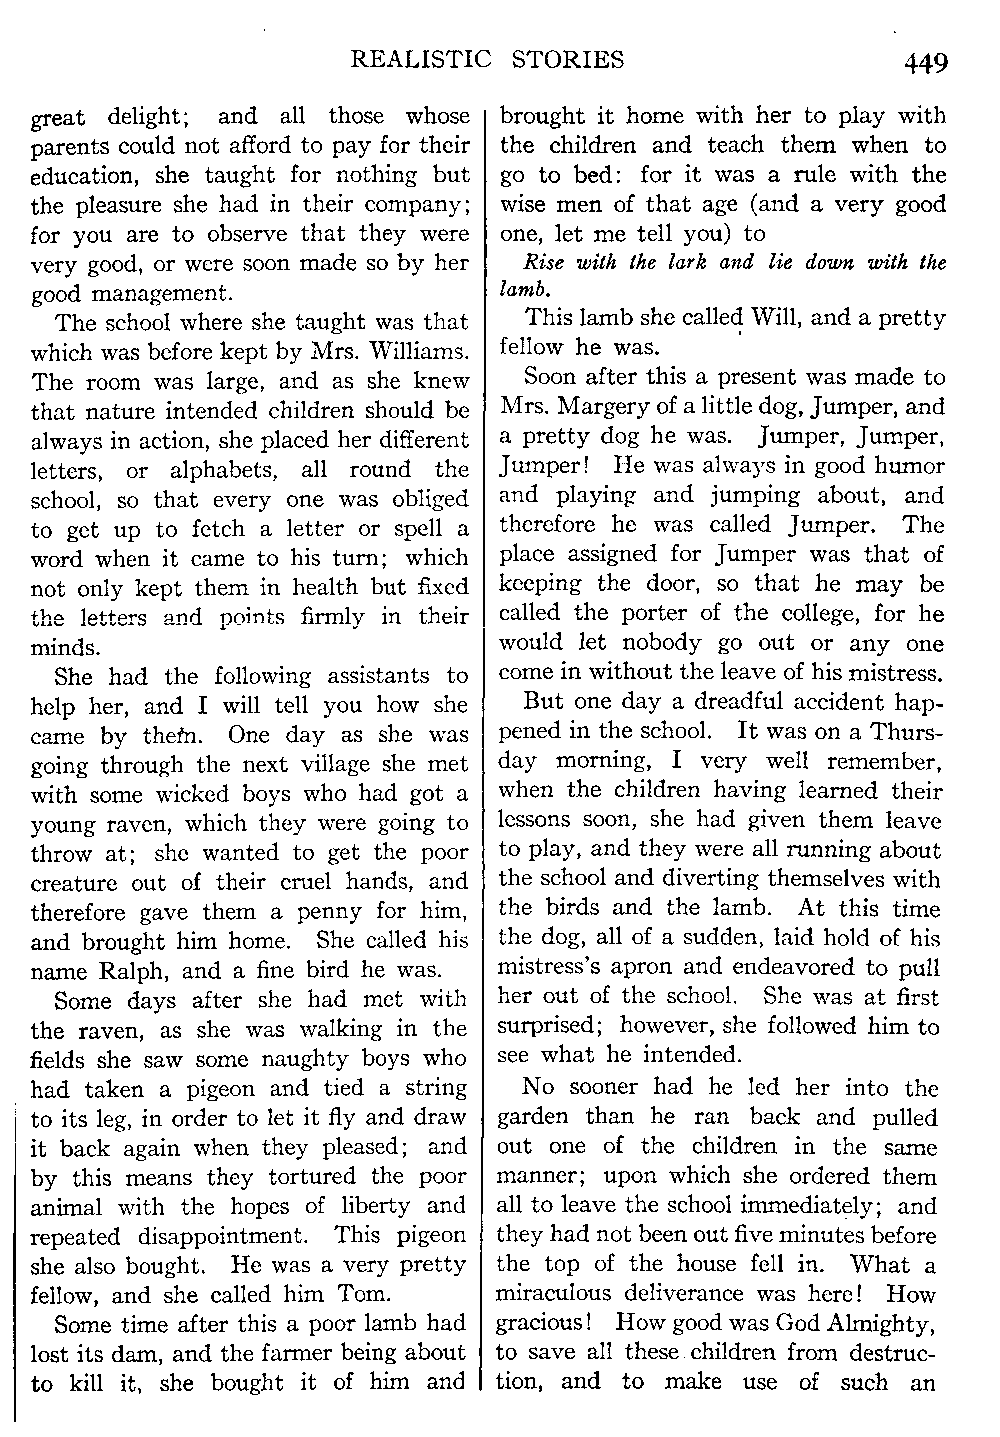 REALISTIC STORIES 449
great delight; and all those whose
parents could not afford to pay for their
education, she taught for nothing but
the pleasure she had in their company;
for you are to observe that they were
very good, or were soon made so by her
good management.
The school where she taught was that
which was before kept by Mrs. Williams.
The room was large, and as she knew
that nature intended children should be
always in action, she placed her different
letters, or alphabets, all round the
school, so that every one was obliged
to get up to fetch a letter or spell a
word when it came to his turn; which
not only kept them in health but fixed
the letters and points firmly in their
minds.
She had the following assistants to
help her, and I will tell you how she
came by them. One day as she was
going through the next village she met
with some wicked boys who had got a
young raven, which they were going to
throw at; she wanted to get the poor
creature out of their cruel hands, and
therefore gave them a penny for him,
and brought him home. She called his
name Ralph, and a fine bird he was.
Some days after she had met with
the raven, as she was walking in the
fields she saw some naughty boys who
had taken a pigeon and tied a string
to its leg, in order to let it fly and draw
it back again when they pleased; and
by this means they tortured the poor
animal with the hopes of liberty and
repeated disappointment. This pigeon
she also bought. He was a very pretty
fellow, and she called him Tom.
Some time after this a poor lamb had
lost its dam, and the farmer being about
to kill it, she bought it of him and
brought it home with her to play with
the children and teach them when to
go to bed: for it was a rule with the
wise men of that age (and a very good
one, let me tell you) to
Rise with the lark and lie down with the
lamb.
This lamb she called Will, and a pretty
fellow he was.
Soon after this a present was made to
Mrs. Margery of a little dog, Jumper, and
a pretty dog he was. Jumper, Jumper,
Jumper! He was always in good humor
and playing and jumping about, and
therefore he was called Jumper. The
place assigned for Jumper was that of
keeping the door, so that he may be
called the porter of the college, for he
would let nobody go out or any one
come in without the leave of his mistress.
But one day a dreadful accident hap-
pened in the school. It was on a Thurs-
day morning, I very well remember,
when the children having learned their
lessons soon, she had given them leave
to play, and they were all running about
the school and diverting themselves with
the birds and the lamb. At this time
the dog, all of a sudden, laid hold of his
mistress's apron and endeavored to pull
her out of the school. She was at first
surprised; however, she followed him to
see what he intended.
No sooner had he led her into the
garden than he ran back and pulled
out one of the children in the same
manner; upon which she ordered them
all to leave the school immediately; and
they had not been out five minutes before
the top of the house fell in. What a
miraculous deliverance was here! How
gracious! How good was God Almighty,
to save all these children from destruc-
tion, and to make use of such an